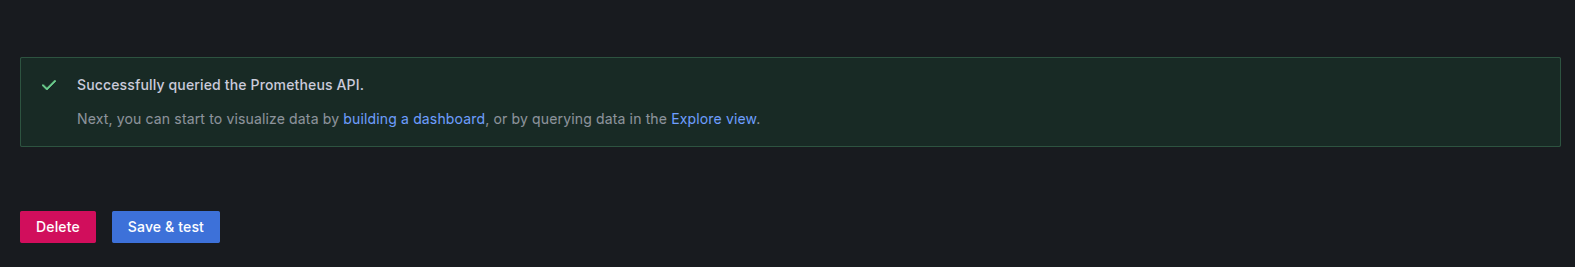 Successfully queried the Prometheus API.
Next, you can start to visualize data by building a dashboard, or by querying data in the Explore view.
Delete
Save & test